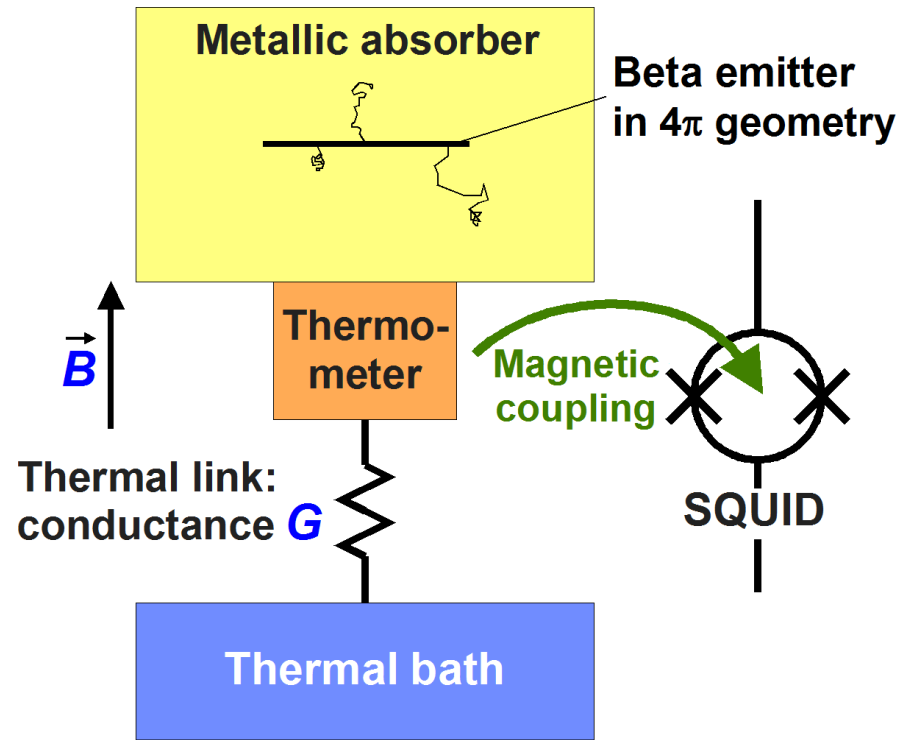 Metallic absorber
Beta emitter
in 4π geometry
Thermo-
meter
B
Magnetic
coupling
Thermal link:
conductance G
SQUID
Thermal bath